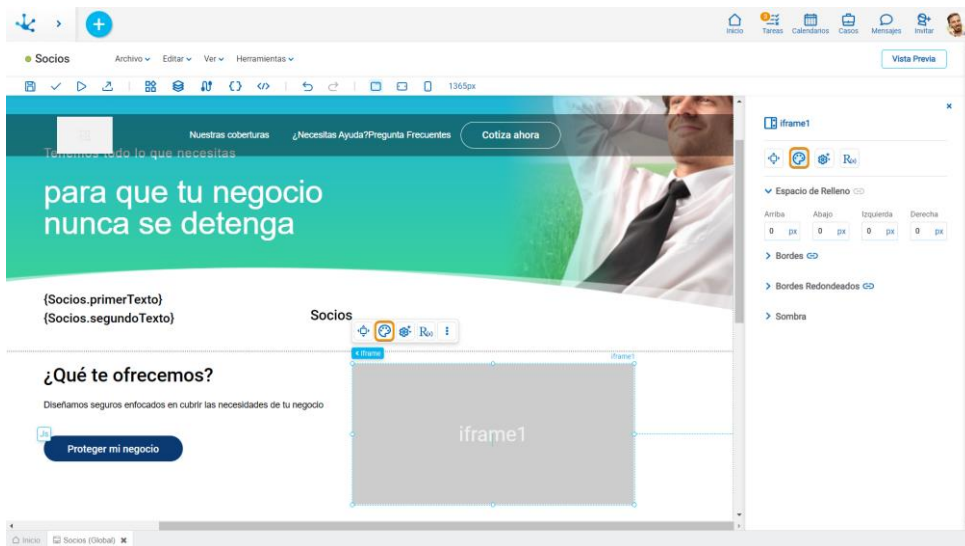 Inicio
0
Tareas
Calendarios
Casos
Mensajes
Invitar
Socios
Archivo
Editar
Ver
Herramientas
Vista Previa
1365px
Nuestras coberturas
¿Necesitas Ayuda?Pregunta Frecuentes
Cotiza ahora
Tenemos todo lo que necesitas
para que tu negocio
nunca se detenga
{Socios.primerTexto}
{Socios.segundoTexto}
Socios
R(x)
Iframe
iframe1
¿Qué te ofrecemos?
Diseñamos seguros enfocados en cubrir las necesidades de tu negocio
Js
Proteger mi negocio
iframe1
iframe1
R(x)
Espacio de Relleno
Arriba Abajo Izquierda Derecha
0 px 0 px 0 px 0 px
Bordes
Bordes Redondeados
Sombra
Inicio
Socios (Global)